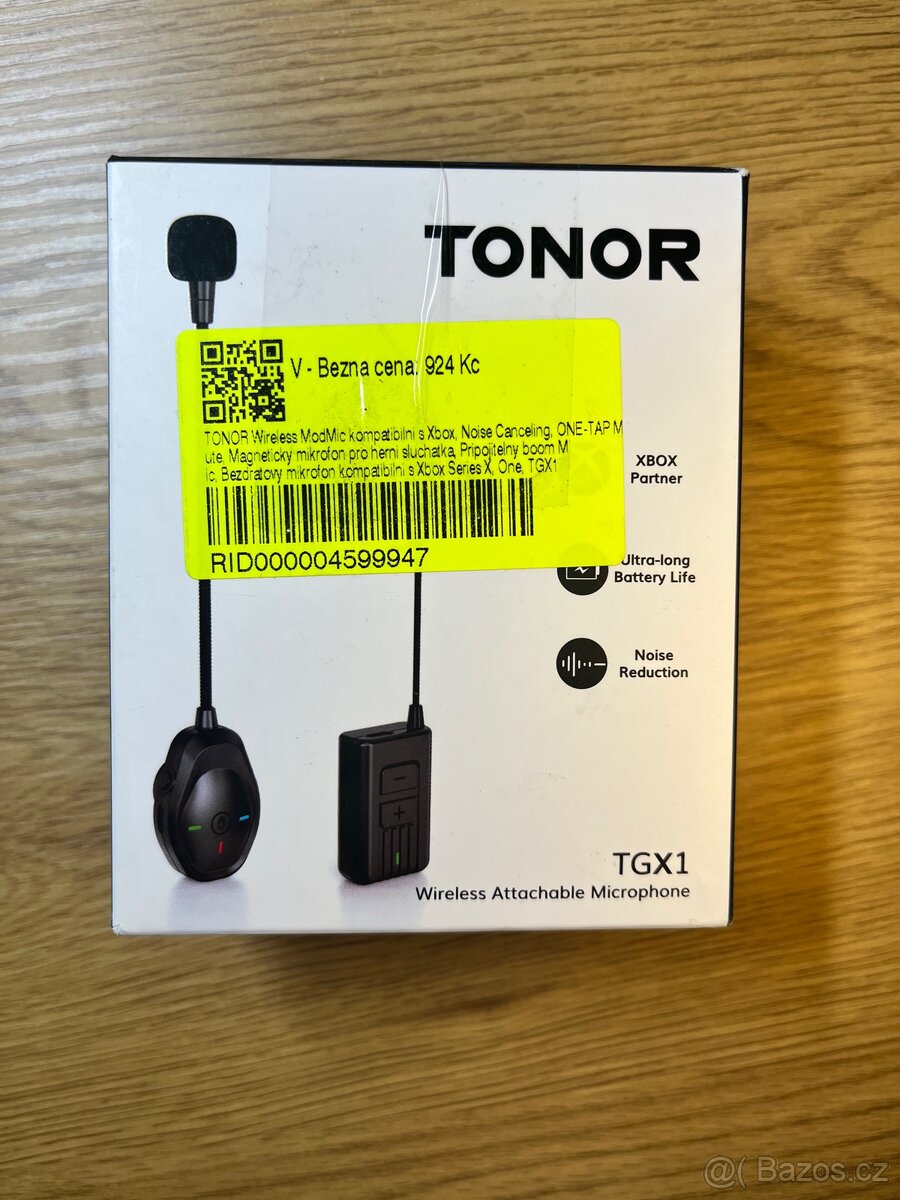 TONOR
V - Bezna cena: 924 Kc
TONOR Wireless ModMic kompatibilni s Xbox, Noise Canceling, ONE-TAP M
ute, Magneticky mikrofon pro herni sluchatka, Pripojitelny boom M
ic, Bezdratovy mikrofon kompatibilni s Xbox Series X, One, TGX1
RID000004599947
XBOX
Partner
Ultra-long
Battery Life
Noise
Reduction
TGX1
Wireless Attachable Microphone
@( Bazos.cz